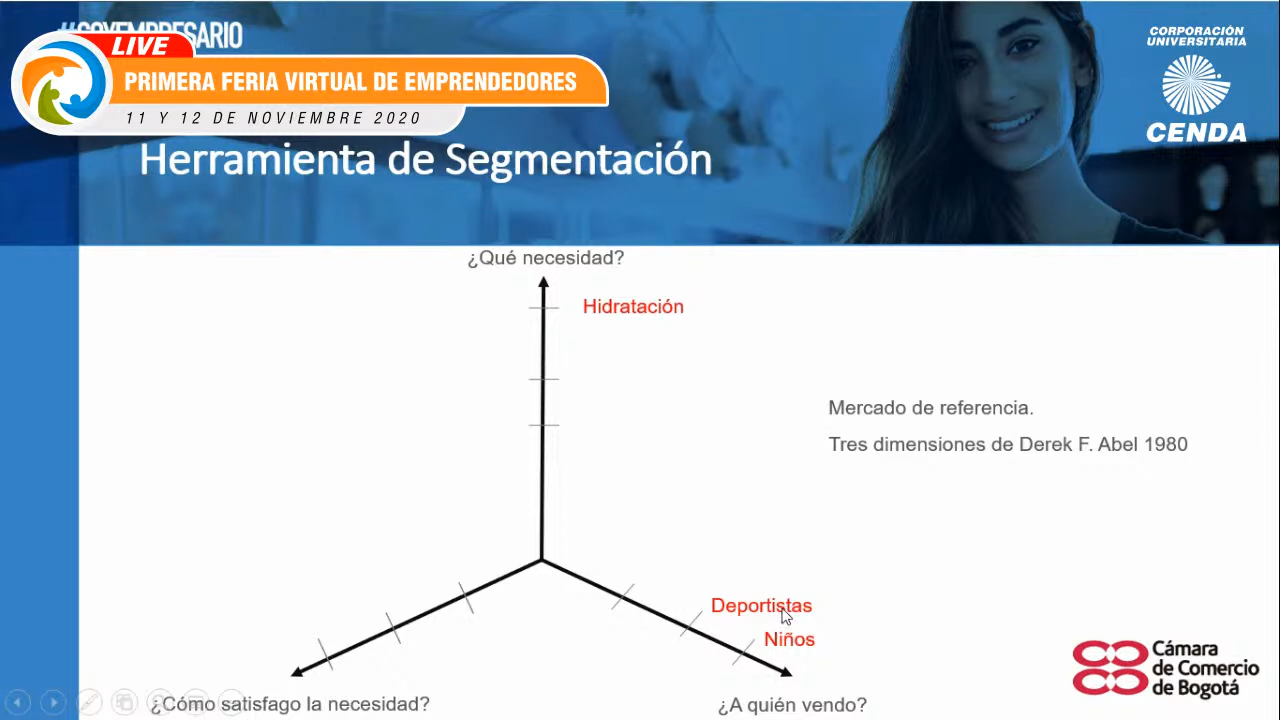 #SOYEMPRESARIO
LIVE
PRIMERA FERIA VIRTUAL DE EMPRENDEDORES
11 Y 12 DE NOVIEMBRE 2020
CORPORACIÓN
UNIVERSITARIA
CENDA
Herramienta de Segmentación
¿Qué necesidad?
Hidratación
Mercado de referencia.
Tres dimensiones de Derek F. Abel 1980
Deportistas
Niños
¿Cómo satisfago la necesidad?
¿A quién vendo?
Cámara
de Comercio
de Bogotá